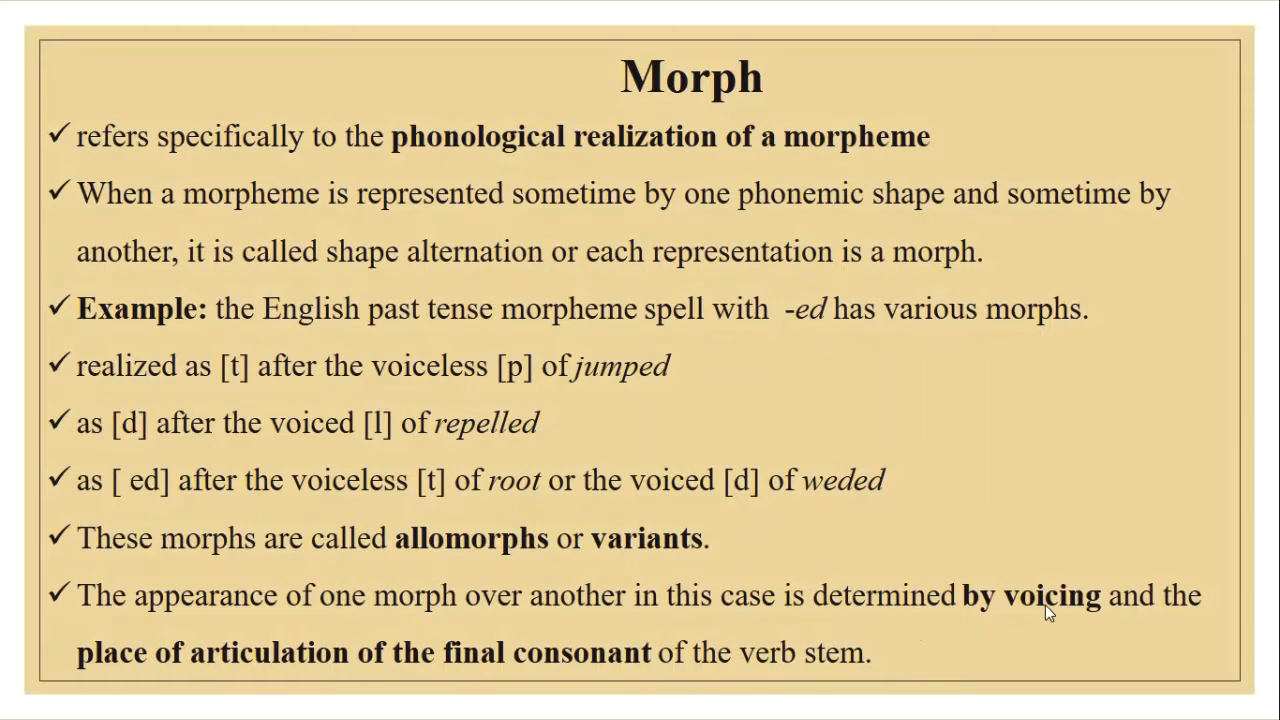 Morph
✓ refers specifically to the phonological realization of a morpheme
✓ When a morpheme is represented sometime by one phonemic shape and sometime by
another, it is called shape alternation or each representation is a morph.
✓ Example: the English past tense morpheme spell with -ed has various morphs.
✓ realized as [t] after the voiceless [p] of jumped
✓ as [d] after the voiced [l] of repelled
✓ as [ ed] after the voiceless [t] of root or the voiced [d] of weded
✓ These morphs are called allomorphs or variants.
✓ The appearance of one morph over another in this case is determined by voicing and the
place of articulation of the final consonant of the verb stem.